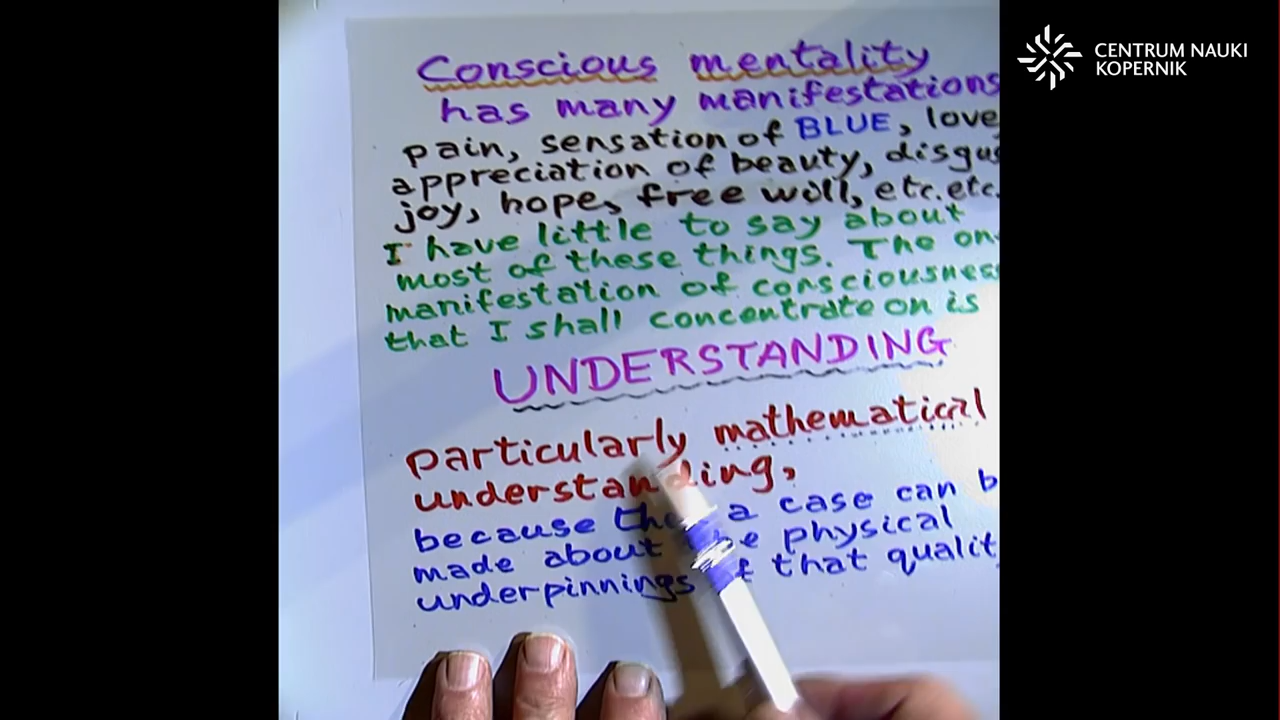 Conscious mentality
has many manifestations
pain, sensation of BLUE, love
appreciation of beauty, disgus
joy, hope, free will, etc. etc.
I have little to say about
most of these things. The on
manifestation of consciousness
that I shall concentrate on is
UNDERSTANDING
particularly mathematical
understanding,
because a case can b
made about physical
underpinnings that qualit
CENTRUM NAUKI
KOPERNIK